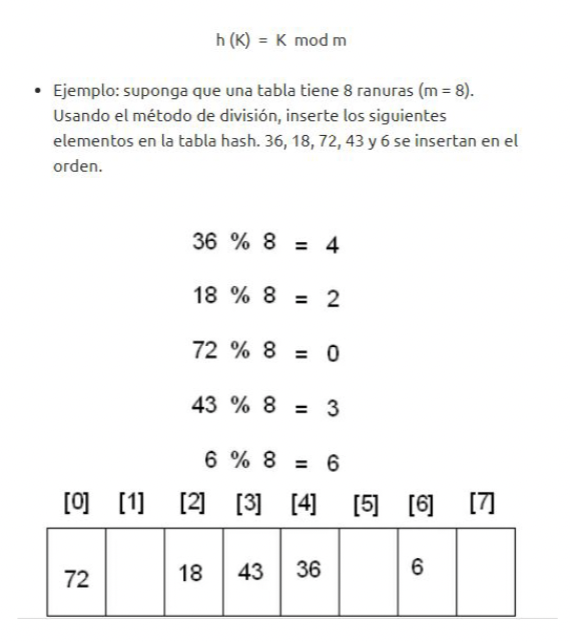 h (K) = K mod m
• Ejemplo: suponga que una tabla tiene 8 ranuras (m = 8).
Usando el método de división, inserte los siguientes
elementos en la tabla hash. 36, 18, 72, 43 y 6 se insertan en el
orden.
36 % 8 = 4
18 % 8 = 2
72 % 8 = 0
43 % 8 = 3
6 % 8 = 6
[0] [1] [2] [3] [4] [5] [6] [7]
72 18 43 36 6